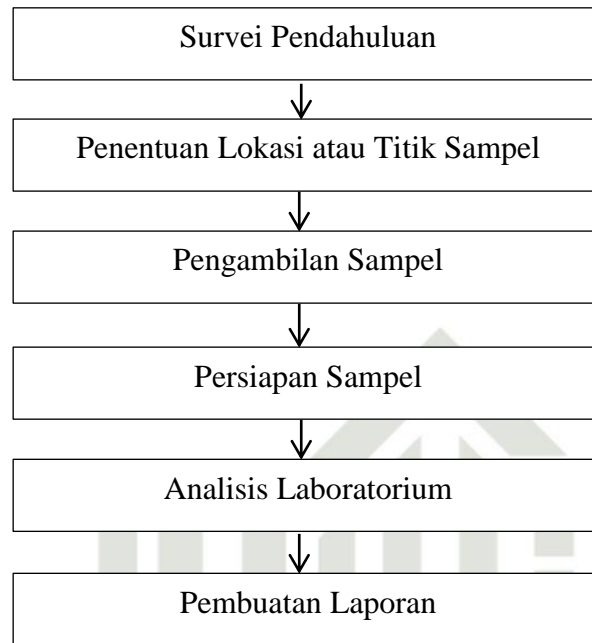 Survei Pendahuluan
Penentuan Lokasi atau Titik Sampel
Pengambilan Sampel
Persiapan Sampel
Analisis Laboratorium
Pembuatan Laporan